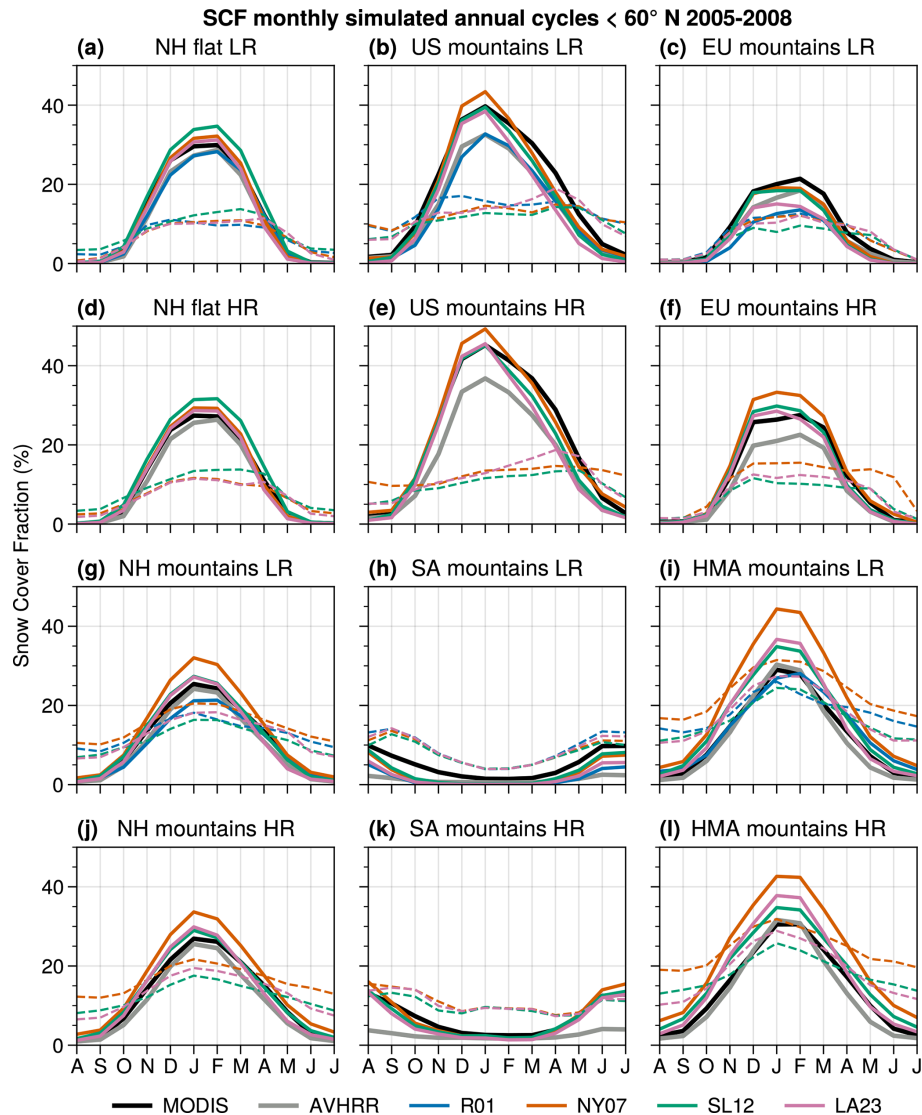 SCF monthly simulated annual cycles < 60° N 2005-2008
(a) NH flat LR
(b) US mountains LR
(c) EU mountains LR
40
20
0
(d) NH flat HR
(e) US mountains HR
(f) EU mountains HR
40
20
0
Snow Cover Fraction (%)
(g) NH mountains LR
(h) SA mountains LR
(i) HMA mountains LR
40
20
0
(j) NH mountains HR
(k) SA mountains HR
(l) HMA mountains HR
40
20
0
A S O N D J F M A M J J
A S O N D J F M A M J J
A S O N D J F M A M J J
MODIS AVHRR R01 NY07 SL12 LA23